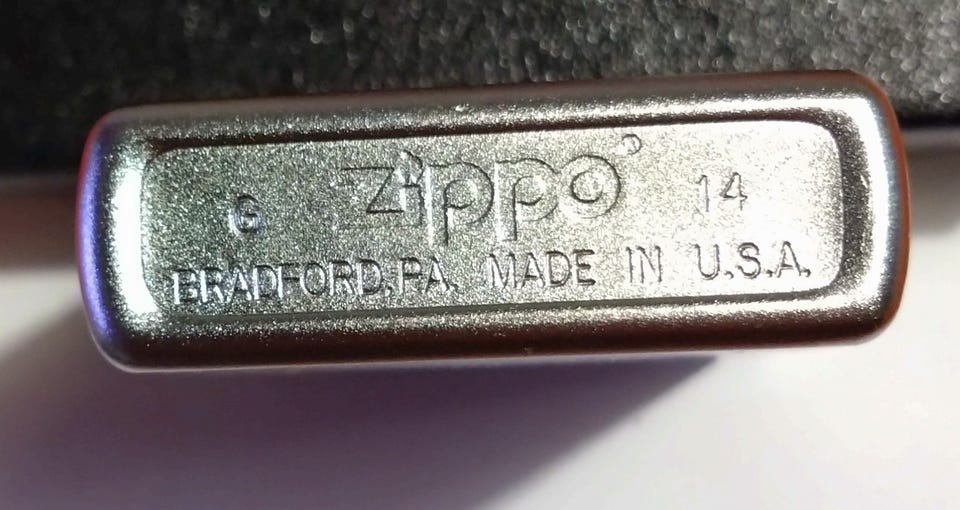 G zippo® 14
BRADFORD, PA. MADE IN U.S.A.